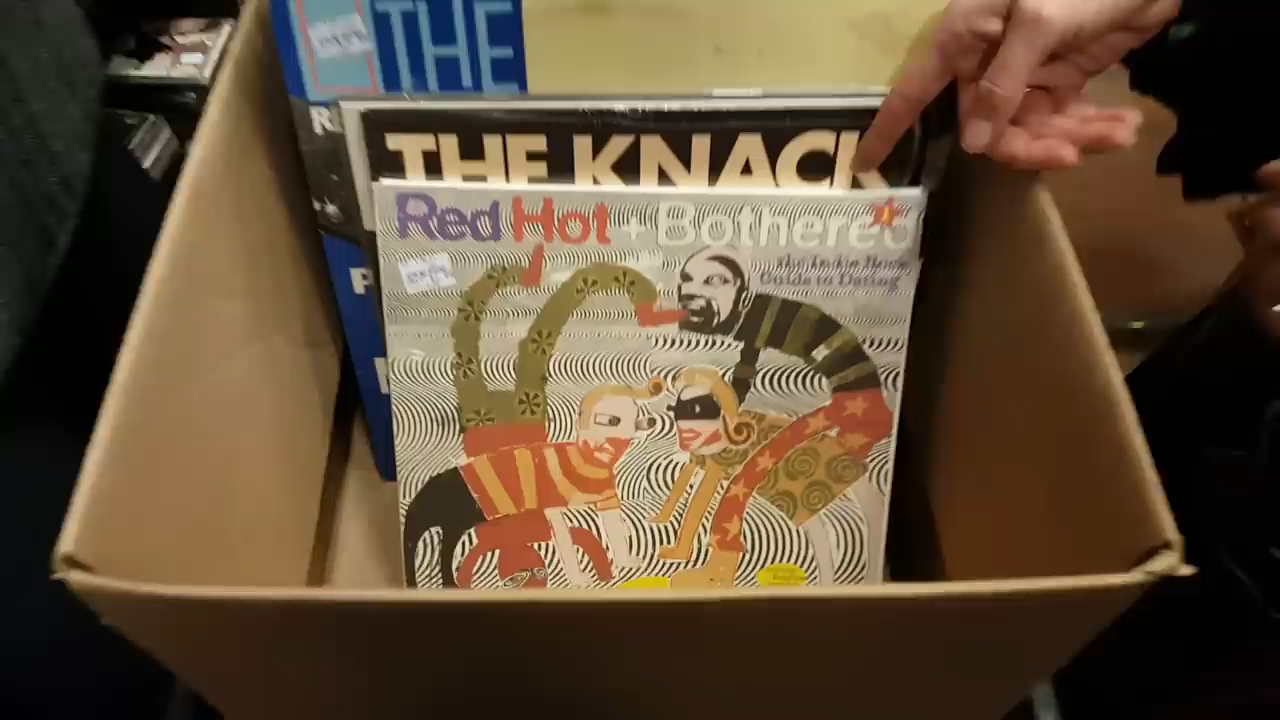 THE
R
THE KNACK
Red Hot + Bothered
the Indie Rock
Guide to Dating
P